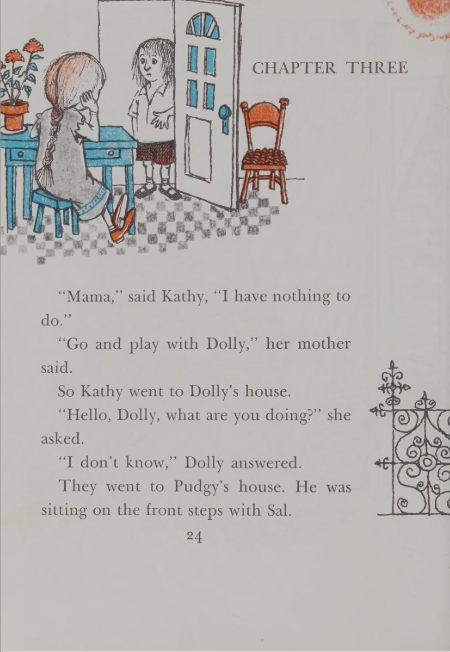 CHAPTER THREE
“Mama,” said Kathy, “I have nothing to
do.”
“Go and play with Dolly,” her mother
said.
So Kathy went to Dolly’s house.
“Hello, Dolly, what are you doing?” she
asked.
“I don’t know,” Dolly answered.
They went to Pudgy’s house. He was
sitting on the front steps with Sal.
24